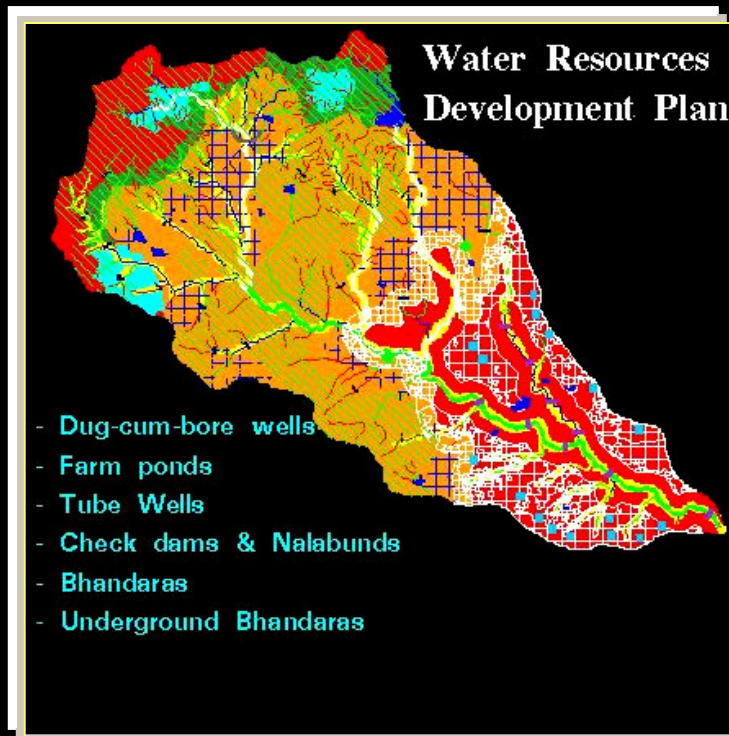 Water Resources
Development Plan
- Dug-cum-bore wells
- Farm ponds
- Tube Wells
- Check dams & Nalabunds
- Bhandaras
- Underground Bhandaras